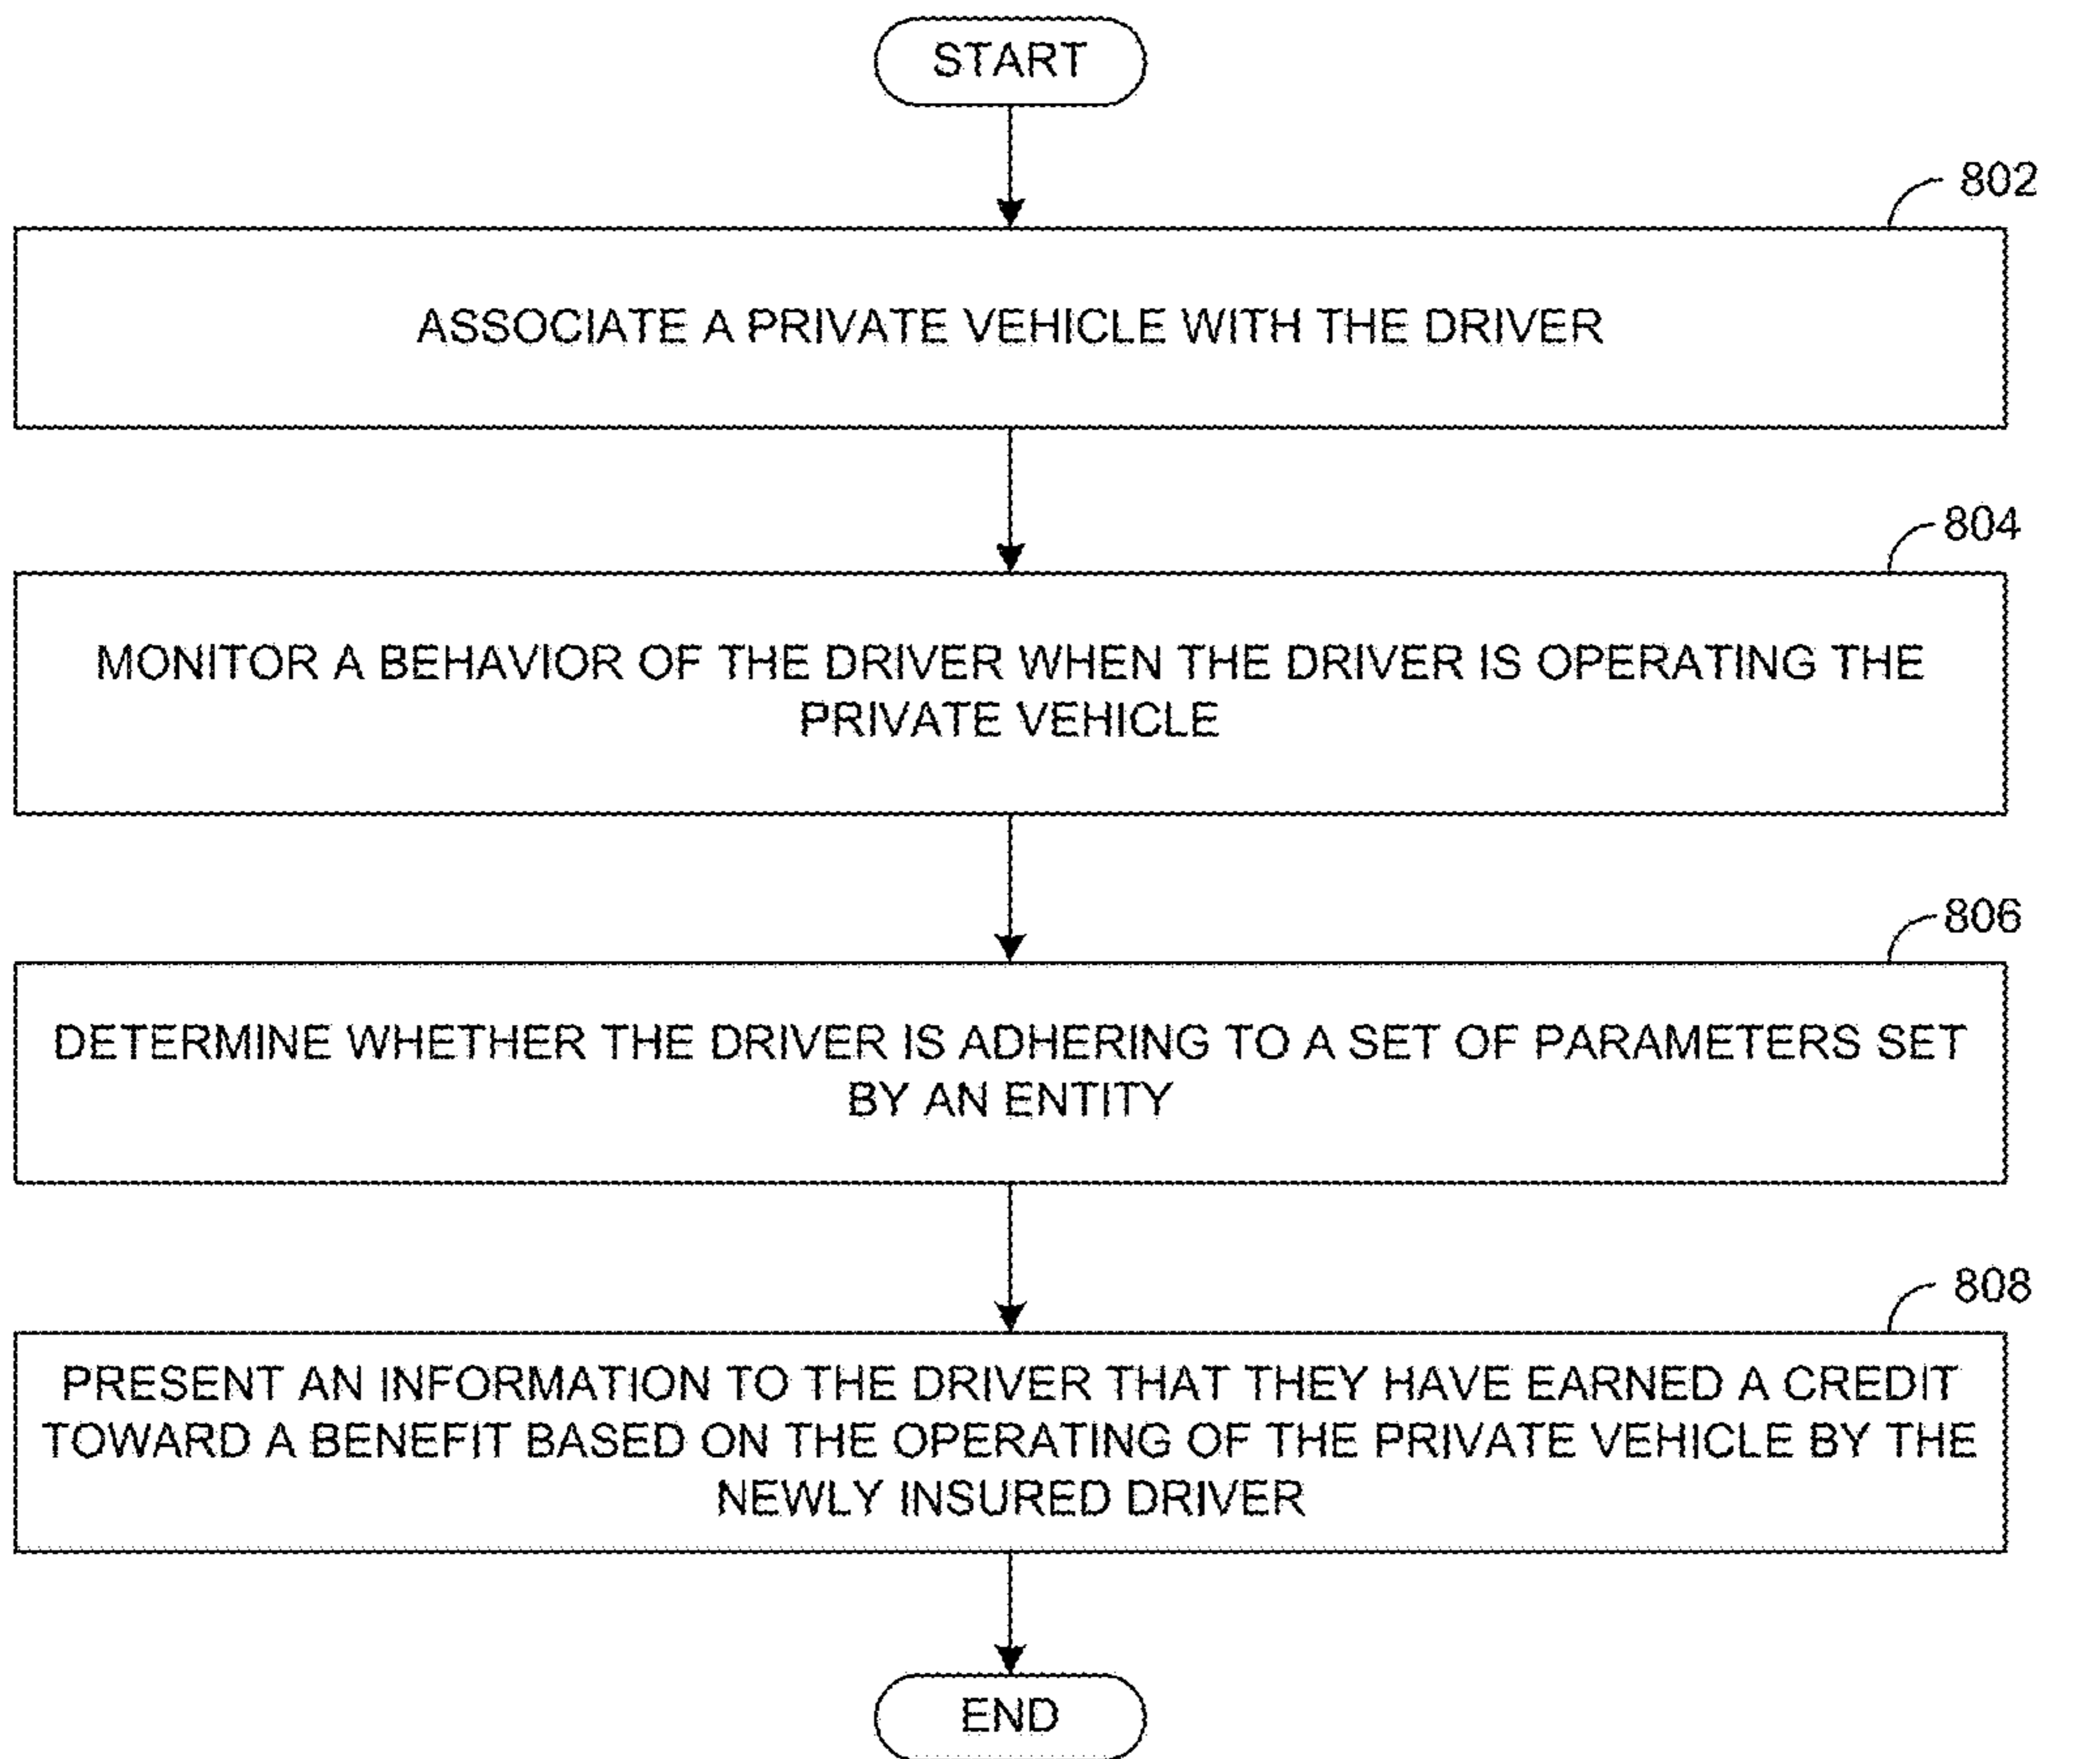 START
802
ASSOCIATE A PRIVATE VEHICLE WITH THE DRIVER
804
MONITOR A BEHAVIOR OF THE DRIVER WHEN THE DRIVER IS OPERATING THE
PRIVATE VEHICLE
806
DETERMINE WHETHER THE DRIVER IS ADHERING TO A SET OF PARAMETERS SET
BY AN ENTITY
808
PRESENT AN INFORMATION TO THE DRIVER THAT THEY HAVE EARNED A CREDIT
TOWARD A BENEFIT BASED ON THE OPERATING OF THE PRIVATE VEHICLE BY THE
NEWLY INSURED DRIVER
END